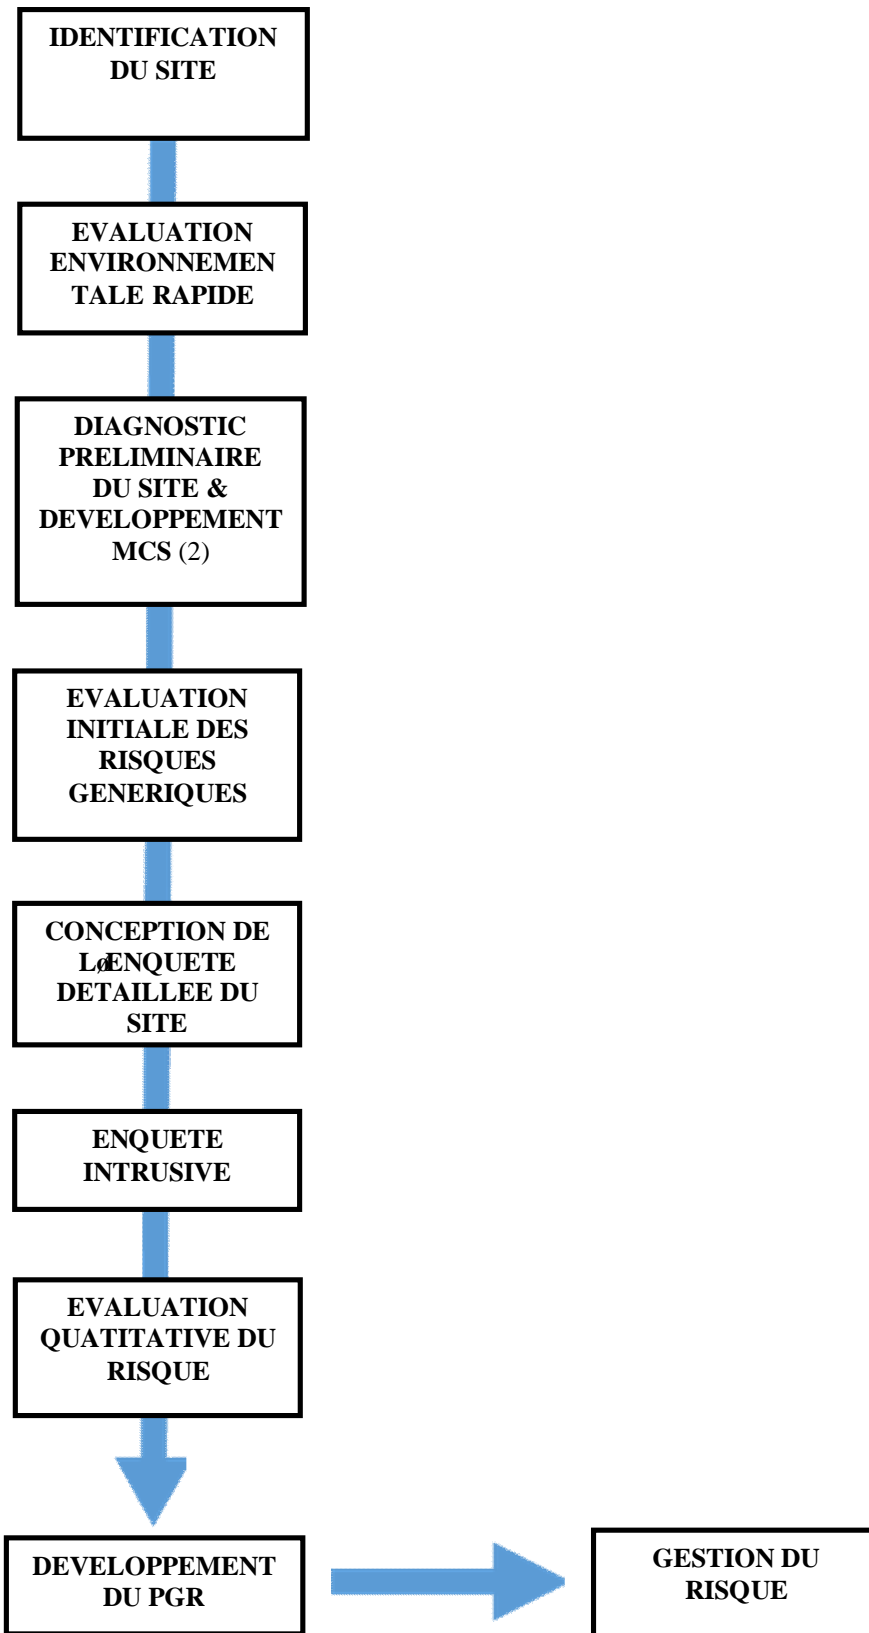 IDENTIFICATION
DU SITE
EVALUATION
ENVIRONNEMEN
TALE RAPIDE
DIAGNOSTIC
PRELIMINAIRE
DU SITE &
DEVELOPPEMENT
MCS (2)
EVALUATION
INITIALE DES
RISQUES
GENERIQUES
CONCEPTION DE
LøENQUETE
DETAILLEE DU
SITE
ENQUETE
INTRUSIVE
EVALUATION
QUATITATIVE DU
RISQUE
DEVELOPPEMENT
DU PGR
GESTION DU
RISQUE